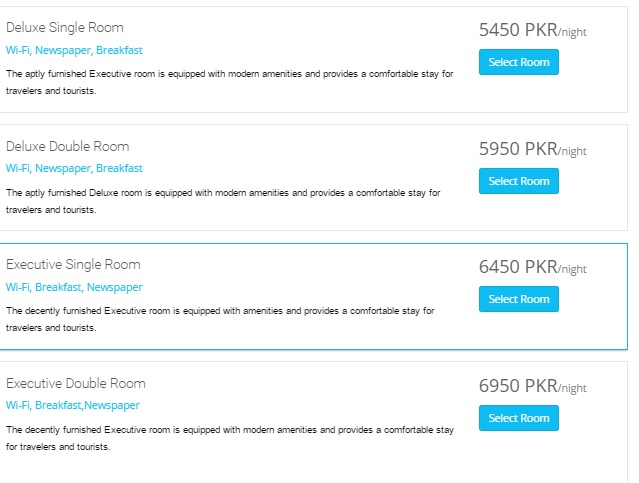 Deluxe Single Room
5450 PKR/night
Wi-Fi, Newspaper, Breakfast
Select Room
The aptly furnished Executive room is equipped with modern amenities and provides a comfortable stay for
travelers and tourists.
Deluxe Double Room
5950 PKR/night
Wi-Fi, Newspaper, Breakfast
Select Room
The aptly furnished Deluxe room is equipped with modern amenities and provides a comfortable stay for
travelers and tourists.
Executive Single Room
6450 PKR/night
Wi-Fi, Breakfast, Newspaper
Select Room
The decently furnished Executive room is equipped with amenities and provides a comfortable stay for
travelers and tourists.
Executive Double Room
6950 PKR/night
Wi-Fi, Breakfast,Newspaper
Select Room
The decently furnished Executive room is equipped with modern amenities and provides a comfortable stay
for travelers and tourists.